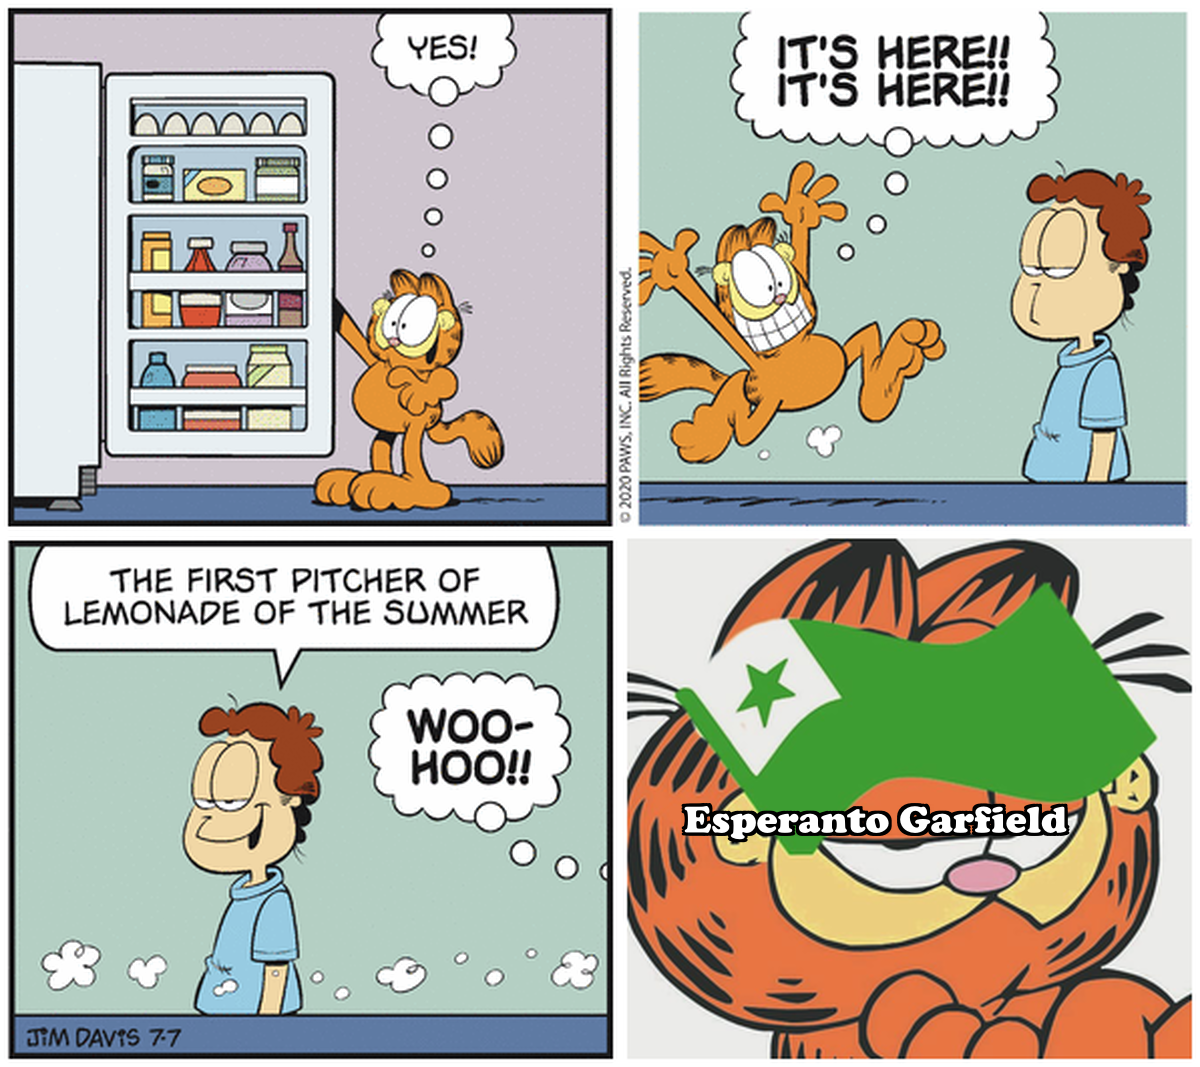 YES!
IT'S HERE!!
IT'S HERE!!
© 2020 PAWS, INC. All Rights Reserved.
THE FIRST PITCHER OF
LEMONADE OF THE SUMMER
WOO-
HOO!!
JIM DAVIS 7-7
Esperanto Garfield